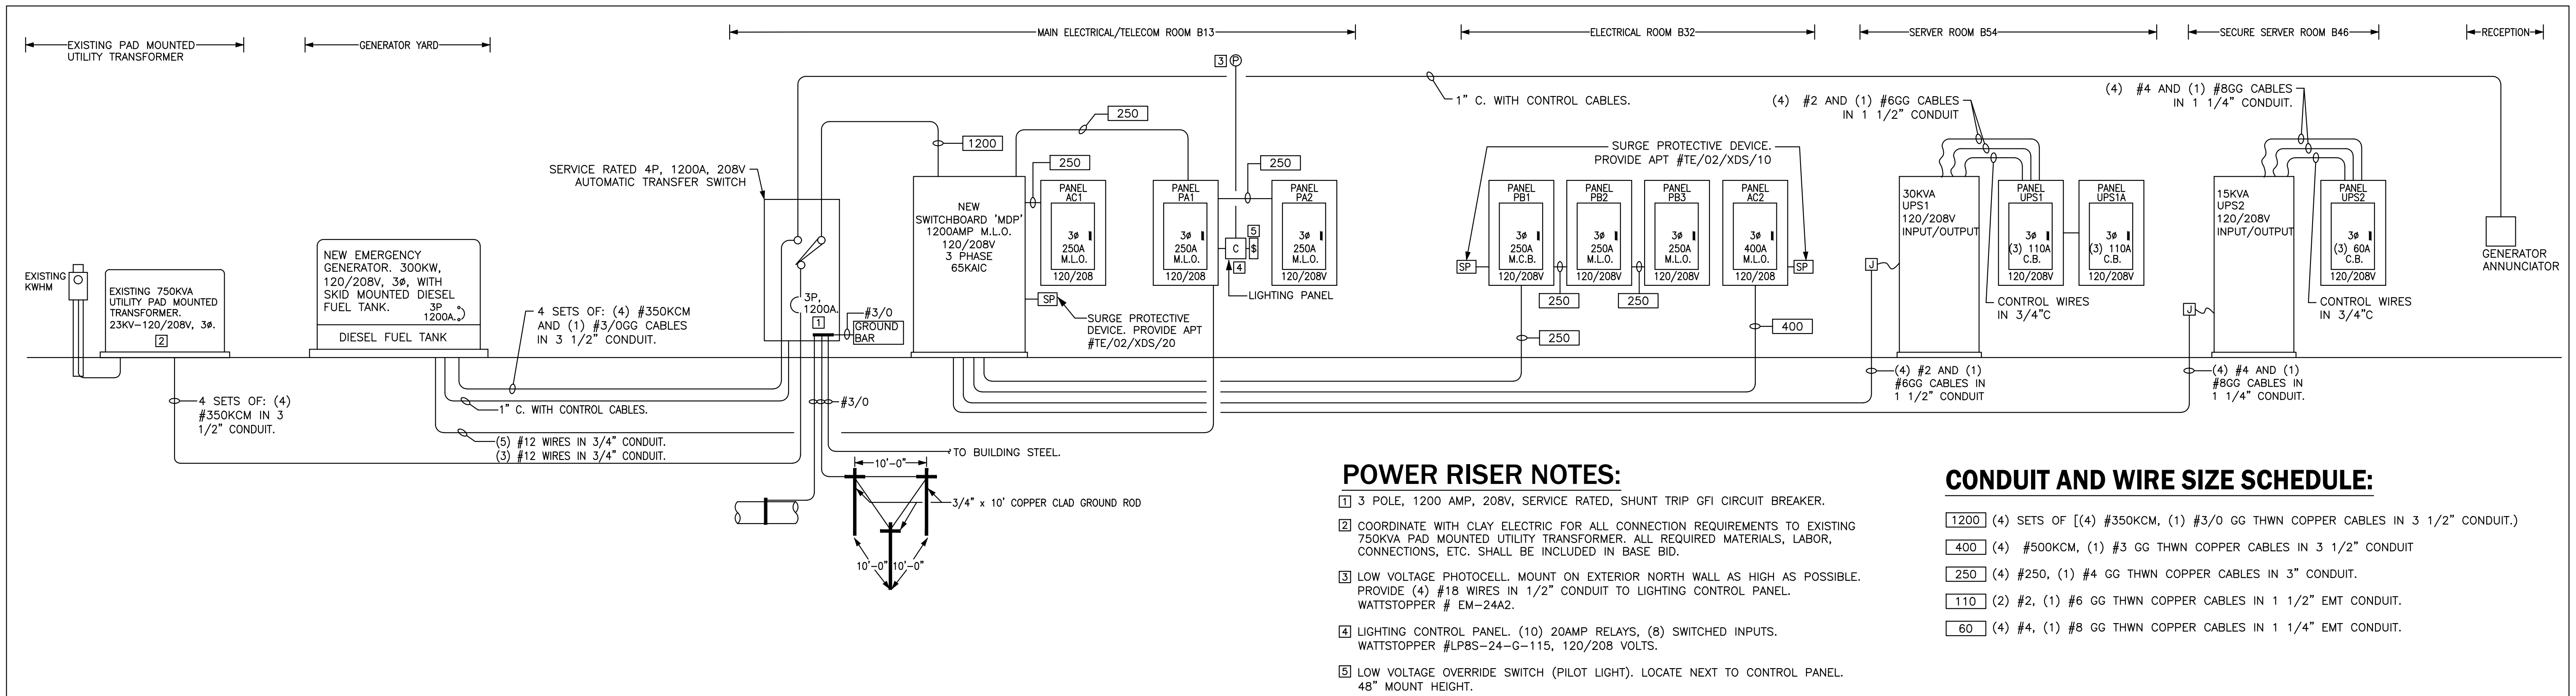 EXISTING PAD MOUNTED
UTILITY TRANSFORMER
GENERATOR YARD
MAIN ELECTRICAL/TELECOM ROOM B13
ELECTRICAL ROOM B32
SERVER ROOM B54
SECURE SERVER ROOM B46
RECEPTION
EXISTING
KWHM
EXISTING 750KVA
UTILITY PAD MOUNTED
TRANSFORMER.
23KV-120/208V, 3ø.
2
4 SETS OF: (4)
#350KCM IN 3
1/2" CONDUIT.
NEW EMERGENCY
GENERATOR. 300KW,
120/208V, 3ø, WITH
SKID MOUNTED DIESEL
FUEL TANK.
3P
1200A.
DIESEL FUEL TANK
4 SETS OF: (4) #350KCM
AND (1) #3/0GG CABLES
IN 3 1/2" CONDUIT.
1" C. WITH CONTROL CABLES.
(5) #12 WIRES IN 3/4" CONDUIT.
(3) #12 WIRES IN 3/4" CONDUIT.
SERVICE RATED 4P, 1200A, 208V
AUTOMATIC TRANSFER SWITCH
3P,
1200A.
1
#3/0
GROUND
BAR
#3/0
TO BUILDING STEEL.
10'-0"
3/4" x 10' COPPER CLAD GROUND ROD
10'-0"
10'-0"
1200
NEW
SWITCHBOARD 'MDP'
1200AMP M.L.O.
120/208V
3 PHASE
65KAIC
250
250
PANEL
AC1
3ø
250A
M.L.O.
120/208
SP
SURGE PROTECTIVE
DEVICE. PROVIDE APT
#TE/02/XDS/20
PANEL
PA1
3ø
250A
M.L.O.
120/208
3
P
250
C
5
$
4
LIGHTING PANEL
PANEL
PA2
3ø
250A
M.L.O.
120/208V
1" C. WITH CONTROL CABLES.
SURGE PROTECTIVE DEVICE.
PROVIDE APT #TE/02/XDS/10
SP
PANEL
PB1
3ø
250A
M.C.B.
120/208V
250
250
PANEL
PB2
3ø
250A
M.L.O.
120/208V
250
PANEL
PB3
3ø
250A
M.L.O.
120/208V
PANEL
AC2
3ø
400A
M.L.O.
120/208
SP
400
(4) #2 AND (1) #6GG CABLES
IN 1 1/2" CONDUIT
J
30KVA
UPS1
120/208V
INPUT/OUTPUT
PANEL
UPS1
3ø
(3) 110A
C.B.
120/208V
PANEL
UPS1A
3ø
(3) 110A
C.B.
120/208V
CONTROL WIRES
IN 3/4"C
(4) #2 AND (1)
#6GG CABLES IN
1 1/2" CONDUIT
(4) #4 AND (1) #8GG CABLES
IN 1 1/4" CONDUIT.
J
15KVA
UPS2
120/208V
INPUT/OUTPUT
PANEL
UPS2
3ø
(3) 60A
C.B.
120/208V
CONTROL WIRES
IN 3/4"C
(4) #4 AND (1)
#8GG CABLES IN
1 1/4" CONDUIT.
GENERATOR
ANNUNCIATOR
POWER RISER NOTES:
1 3 POLE, 1200 AMP, 208V, SERVICE RATED, SHUNT TRIP GFI CIRCUIT BREAKER.
2 COORDINATE WITH CLAY ELECTRIC FOR ALL CONNECTION REQUIREMENTS TO EXISTING
750KVA PAD MOUNTED UTILITY TRANSFORMER. ALL REQUIRED MATERIALS, LABOR,
CONNECTIONS, ETC. SHALL BE INCLUDED IN BASE BID.
3 LOW VOLTAGE PHOTOCELL. MOUNT ON EXTERIOR NORTH WALL AS HIGH AS POSSIBLE.
PROVIDE (4) #18 WIRES IN 1/2" CONDUIT TO LIGHTING CONTROL PANEL.
WATTSTOPPER # EM-24A2.
4 LIGHTING CONTROL PANEL. (10) 20AMP RELAYS, (8) SWITCHED INPUTS.
WATTSTOPPER #LP8S-24-G-115, 120/208 VOLTS.
5 LOW VOLTAGE OVERRIDE SWITCH (PILOT LIGHT). LOCATE NEXT TO CONTROL PANEL.
48" MOUNT HEIGHT.
CONDUIT AND WIRE SIZE SCHEDULE:
1200 (4) SETS OF [(4) #350KCM, (1) #3/0 GG THWN COPPER CABLES IN 3 1/2" CONDUIT.)
400 (4) #500KCM, (1) #3 GG THWN COPPER CABLES IN 3 1/2" CONDUIT
250 (4) #250, (1) #4 GG THWN COPPER CABLES IN 3" CONDUIT.
110 (2) #2, (1) #6 GG THWN COPPER CABLES IN 1 1/2" EMT CONDUIT.
60 (4) #4, (1) #8 GG THWN COPPER CABLES IN 1 1/4" EMT CONDUIT.